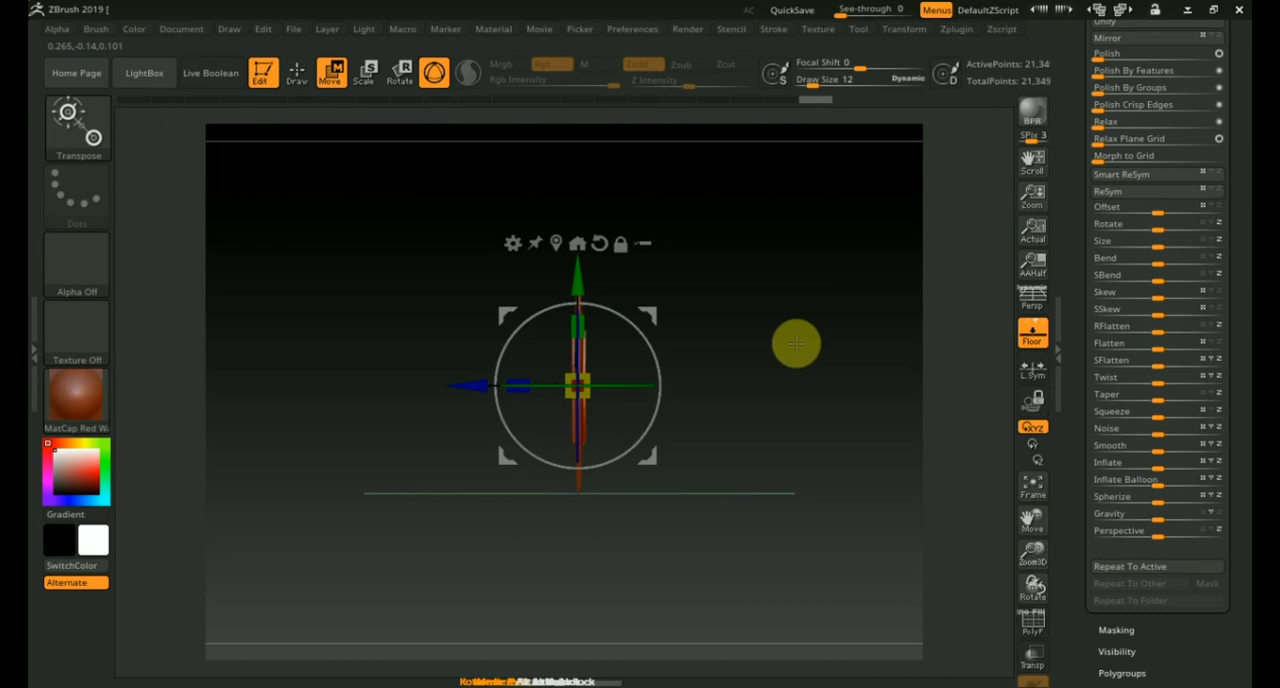 ZBrush 2019 [
AC QuickSave See-through 0 Menus DefaultZScript
Alpha Brush Color Document Draw Edit File Layer Light Macro Marker Material Movie Picker Preferences Render Stencil Stroke Texture Tool Transform Zplugin Zscript
0.265,-0.14,0.101
Home Page LightBox Live Boolean Edit Draw Move Scale Rotate
Mrgb Rgb M Zadd Zsub Zcut
Rgb Intensity Z Intensity
Focal Shift 0
Draw Size 12 Dynamic
ActivePoints: 21,34
TotalPoints: 21,349
Transpose
Dots
Alpha Off
Texture Off
MatCap Red Wa
Gradient
SwitchColor
Alternate
BPR
SPix 3
Scroll
Zoom
Actual
AAHalf
Dynamic
Persp
Floor
L.Sym
XYZ
Frame
Move
Zoom3D
Rotate
PolyF
Transp
Unify
Mirror
Polish
Polish By Features
Polish By Groups
Polish Crisp Edges
Relax
Relax Plane Grid
Morph to Grid
Smart ReSym
ReSym
Offset
Rotate
Size
Bend
SBend
Skew
SSkew
RFlatten
Flatten
SFlatten
Twist
Taper
Squeeze
Noise
Smooth
Inflate
Inflate Balloon
Spherize
Gravity
Perspective
Repeat To Active
Repeat To Other Mask
Repeat To Folder
Masking
Visibility
Polygroups